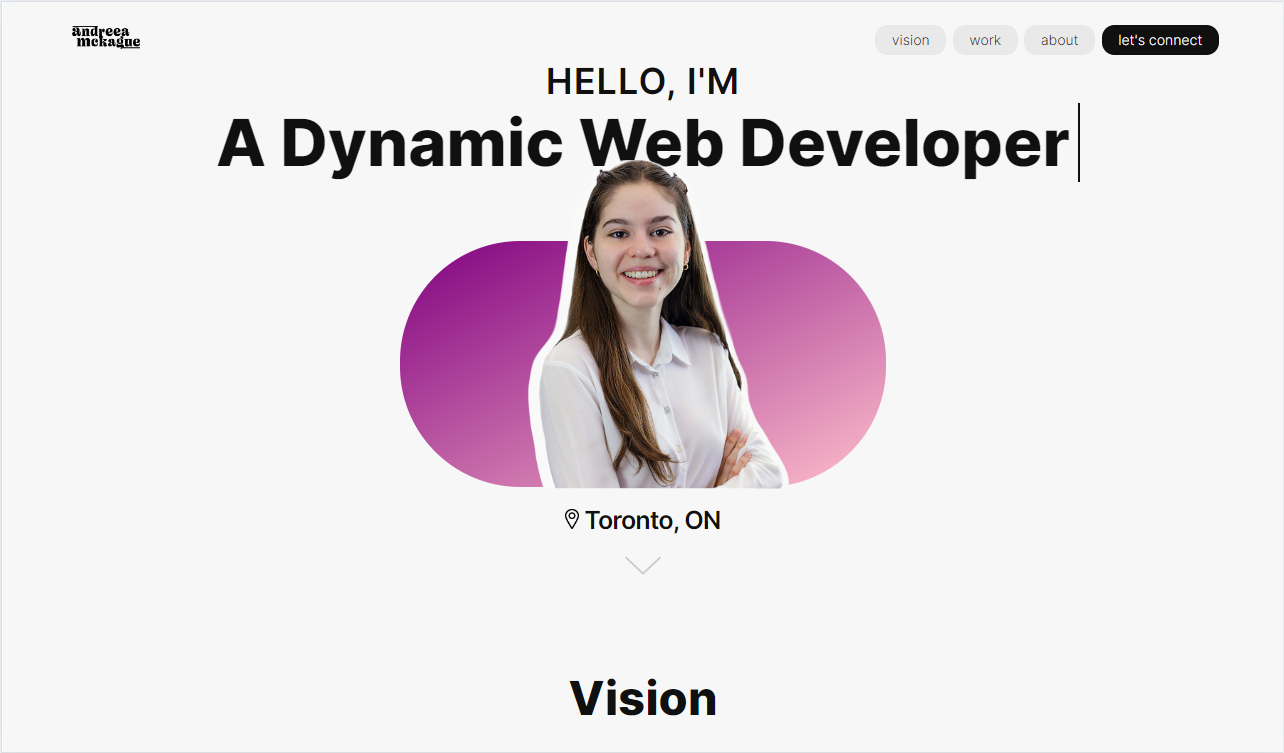 andreea
mckague
vision
work
about
let's connect
HELLO, I'M
A Dynamic Web Developer
Toronto, ON
Vision